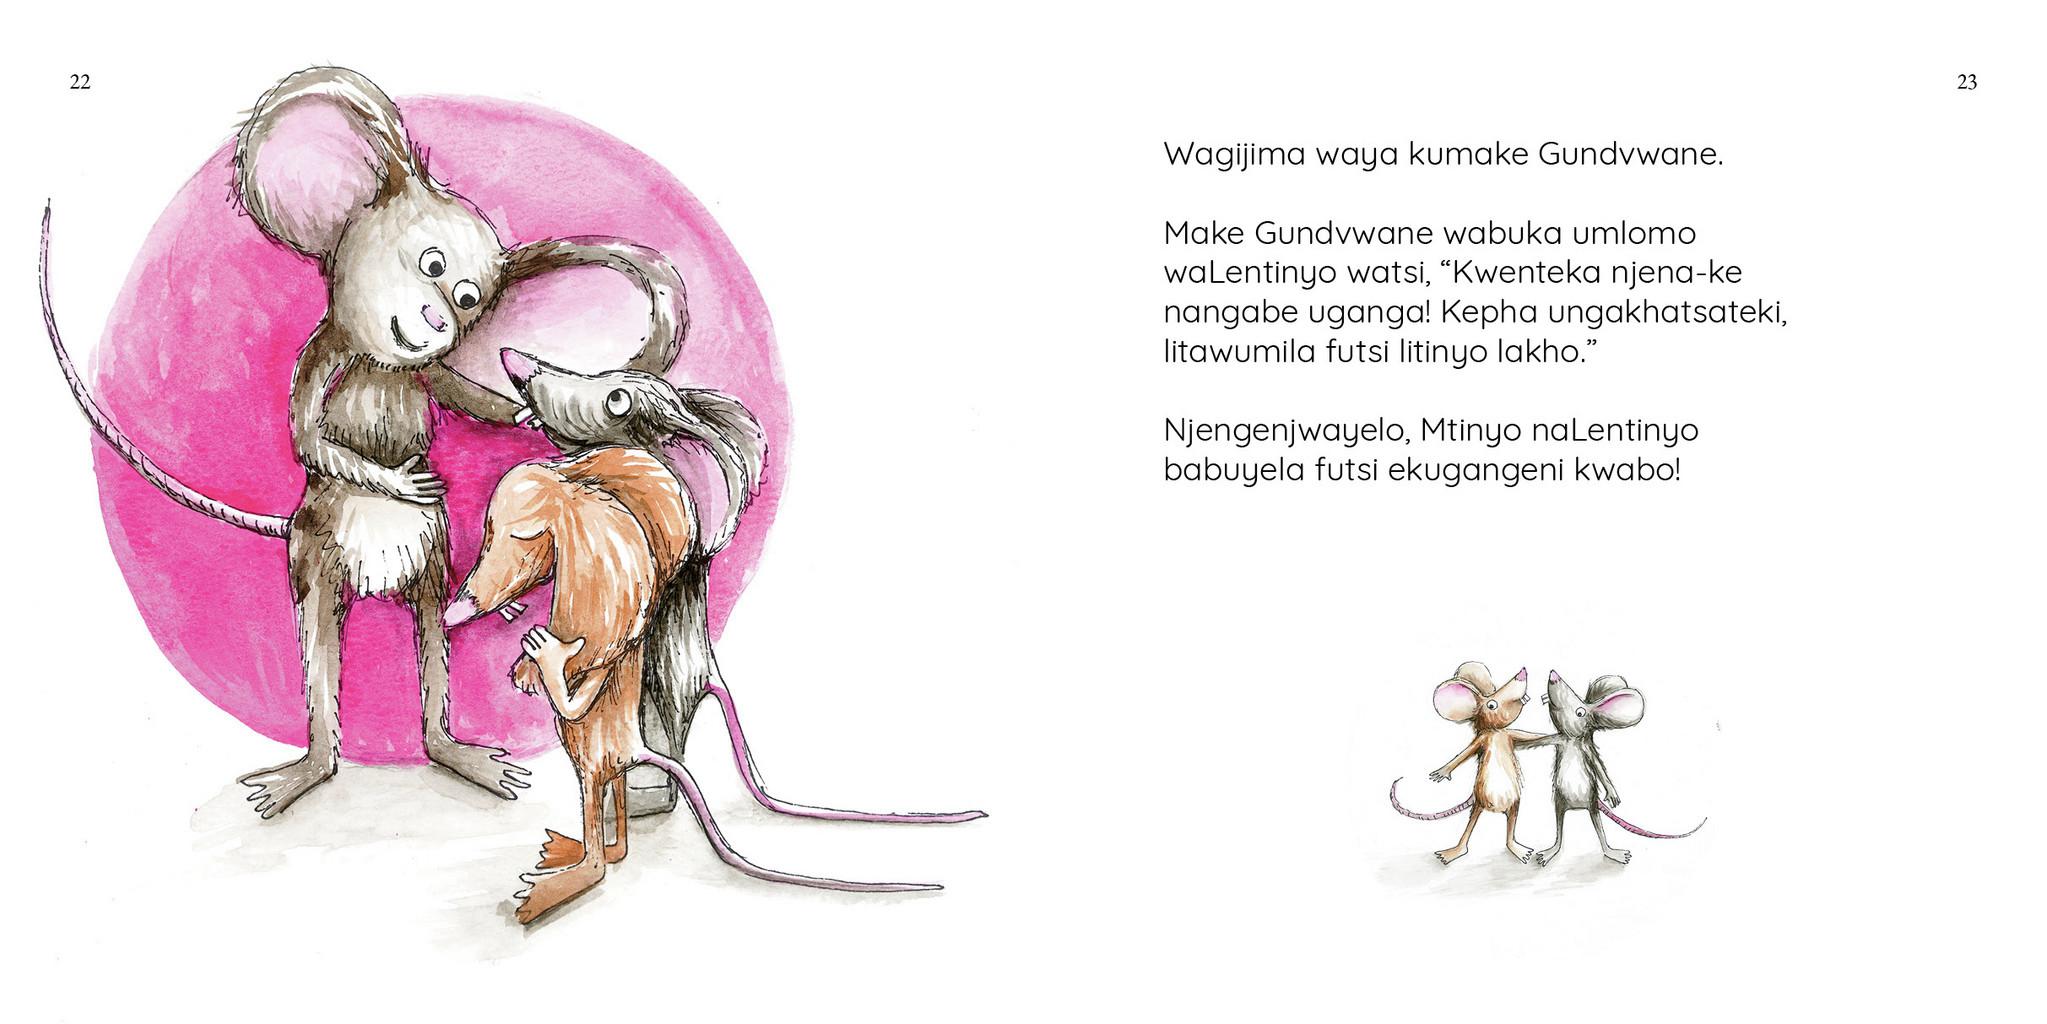 22
23
Wagijima waya kumake Gundvwane.
Make Gundvwane wabuka umlomo
waLentinyo watsi, “Kwenteka njena-ke
nangabe uganga! Kepha ungakhatsateki,
litawumila futsi litinyo lakho.”
Njengenjwayelo, Mtinyo naLentinyo
babuyela futsi ekugangeni kwabo!